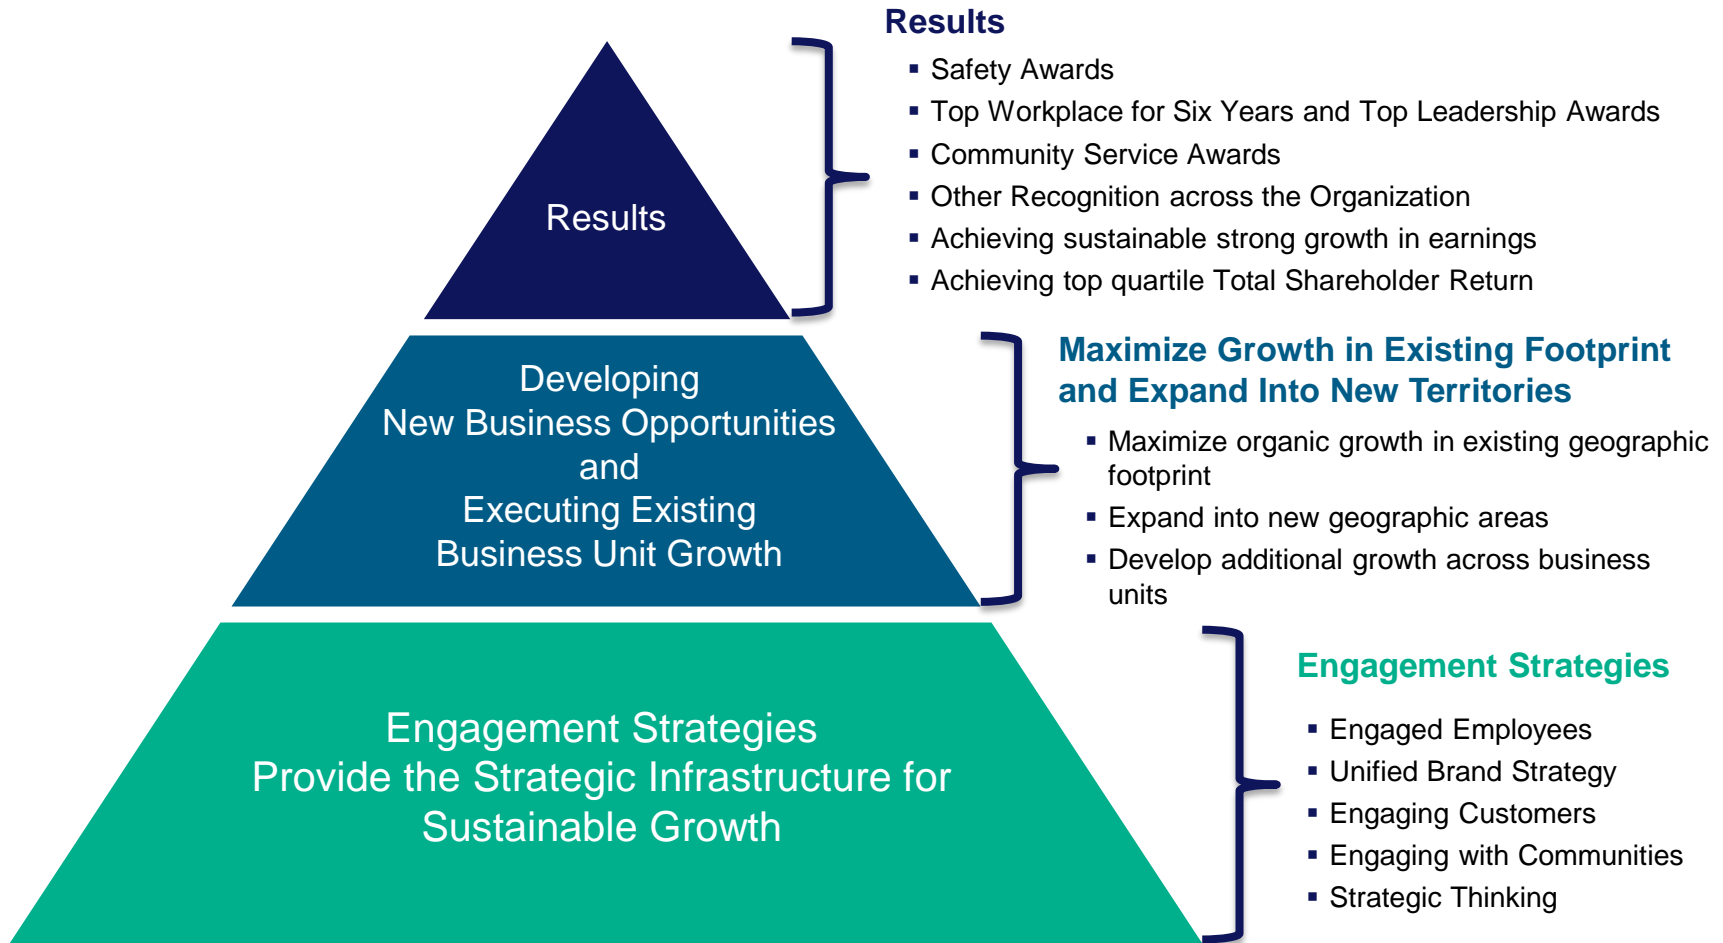 Results
Results
▪ Safety Awards
▪ Top Workplace for Six Years and Top Leadership Awards
▪ Community Service Awards
▪ Other Recognition across the Organization
▪ Achieving sustainable strong growth in earnings
▪ Achieving top quartile Total Shareholder Return
Developing
New Business Opportunities
and
Executing Existing
Business Unit Growth
Maximize Growth in Existing Footprint
and Expand Into New Territories
▪ Maximize organic growth in existing geographic
footprint
▪ Expand into new geographic areas
▪ Develop additional growth across business
units
Engagement Strategies
Provide the Strategic Infrastructure for
Sustainable Growth
Engagement Strategies
▪ Engaged Employees
▪ Unified Brand Strategy
▪ Engaging Customers
▪ Engaging with Communities
▪ Strategic Thinking